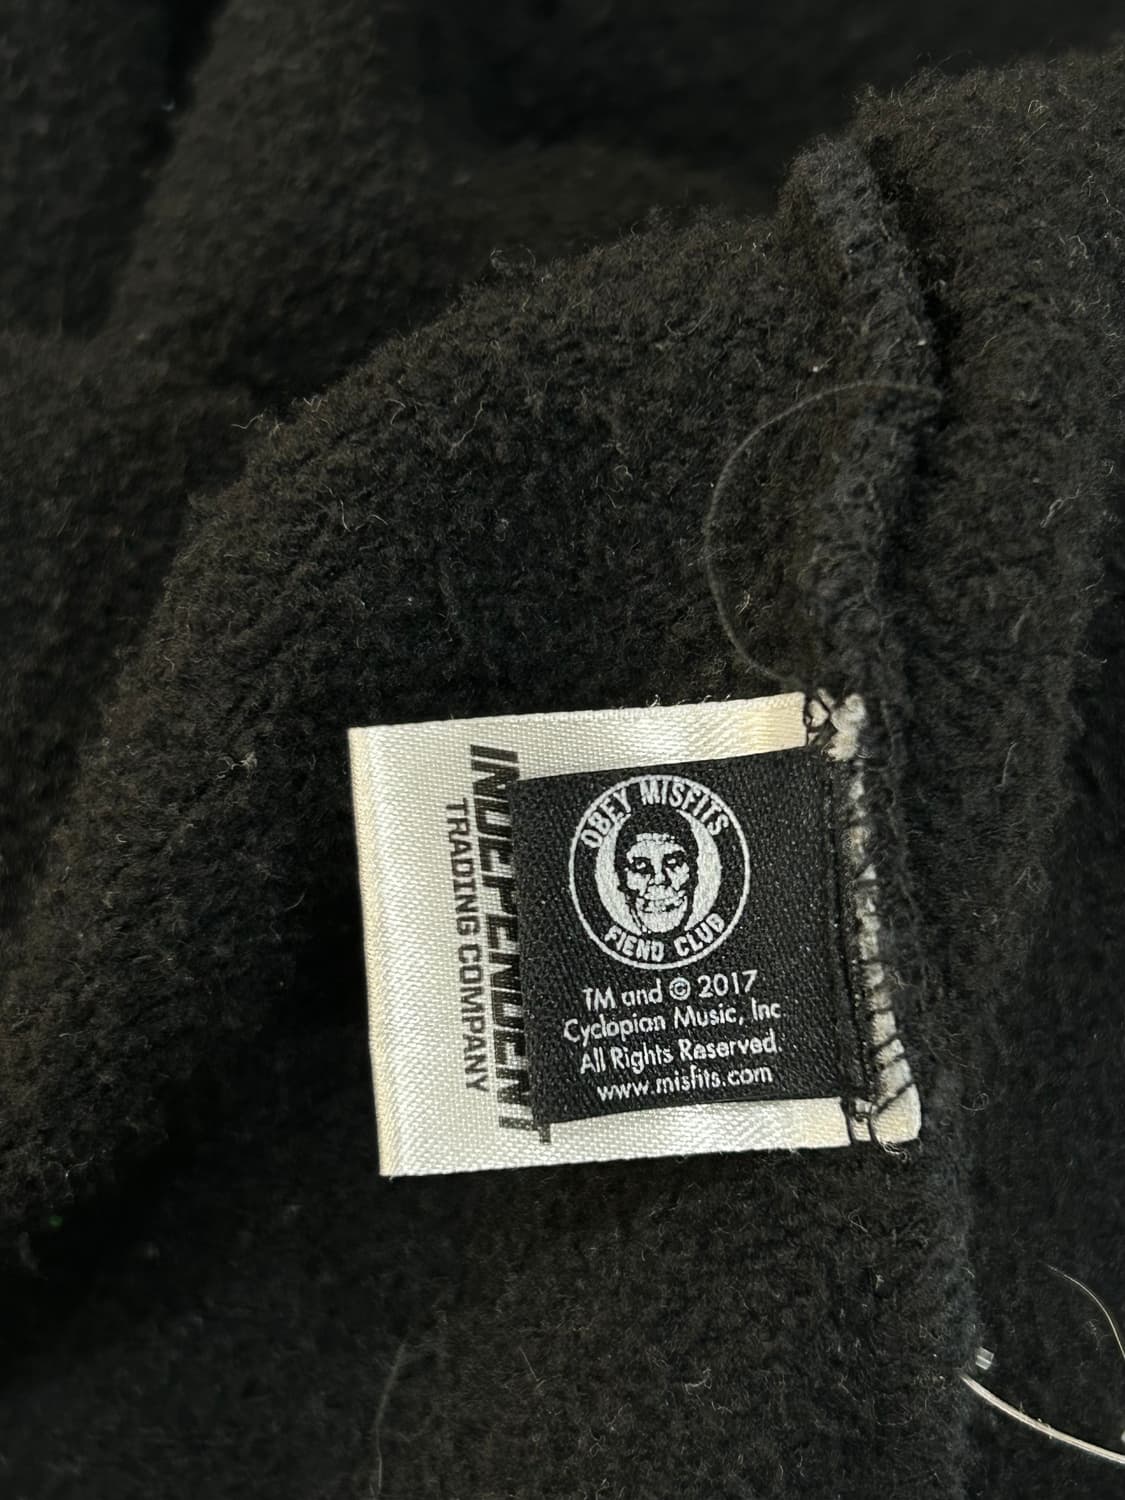 INDEPENDENT
TRADING COMPANY
OBEY MISFITS
FIEND CLUB
TM and © 2017
Cyclopian Music, Inc
All Rights Reserved.
www.misfits.com